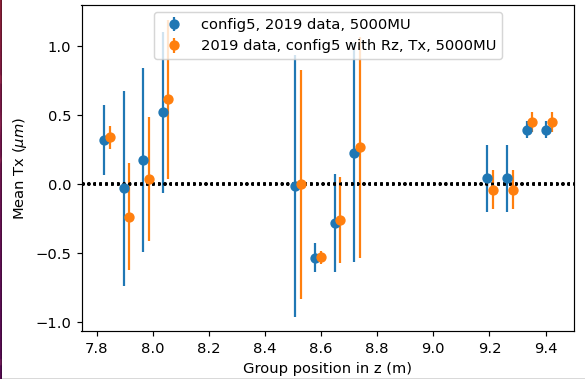 config5, 2019 data, 5000MU
2019 data, config5 with Rz, Tx, 5000MU
Mean Tx (μm)
1.0
0.5
0.0
−0.5
−1.0
7.8 8.0 8.2 8.4 8.6 8.8 9.0 9.2 9.4
Group position in z (m)